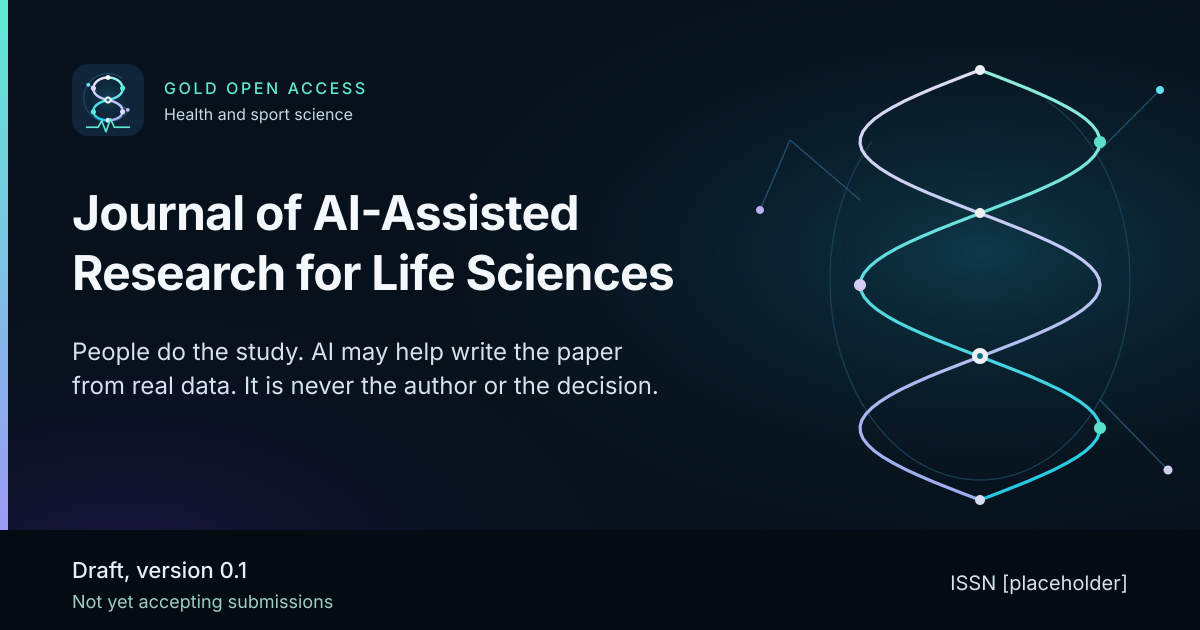 GOLD OPEN ACCESS
Health and sport science
Journal of AI-Assisted
Research for Life Sciences
People do the study. AI may help write the paper
from real data. It is never the author or the decision.
Draft, version 0.1
Not yet accepting submissions
ISSN [placeholder]